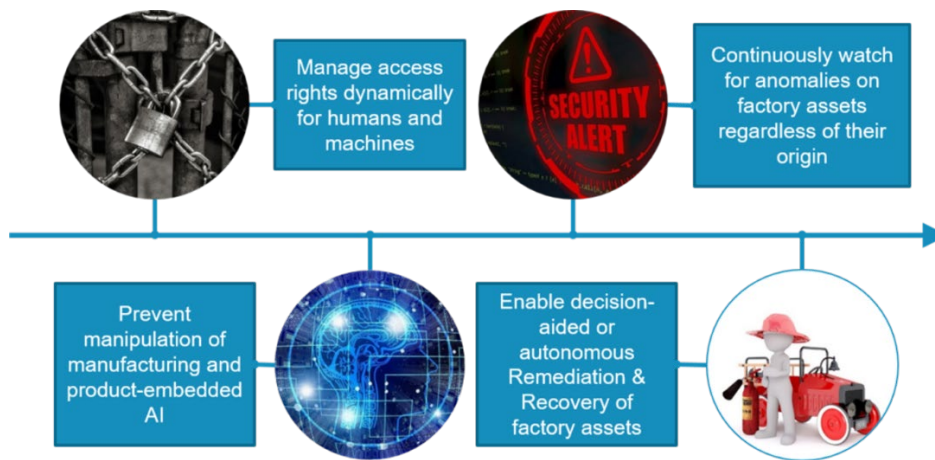 Manage access
rights dynamically
for humans and
machines
SECURITY
ALERT
Continuously watch
for anomalies on
factory assets
regardless of their
origin
Prevent
manipulation of
manufacturing and
product-embedded
AI
Enable decision-
aided or
autonomous
Remediation &
Recovery of
factory assets